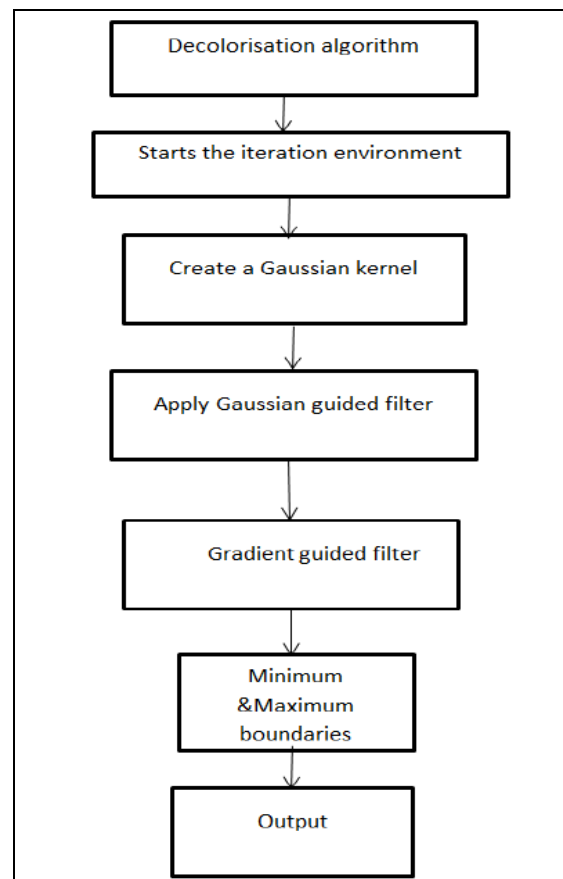 Decolorisation algorithm
Starts the iteration environment
Create a Gaussian kernel
Apply Gaussian guided filter
Gradient guided filter
Minimum
&Maximum
boundaries
Output